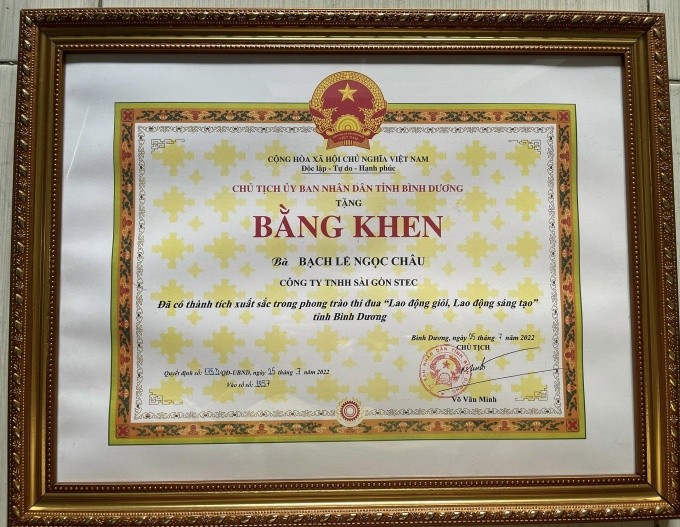 CỘNG HÒA XÃ HỘI CHỦ NGHĨA VIỆT NAM
Độc lập - Tự do - Hạnh phúc
CHỦ TỊCH ỦY BAN NHÂN DÂN TỈNH BÌNH DƯƠNG
TẶNG
BẰNG KHEN
Bà BẠCH LÊ NGỌC CHÂU
CÔNG TY TNHH SÀI GÒN STEC
Đã có thành tích xuất sắc trong phong trào thi đua “Lao động giỏi, Lao động sáng tạo”
tỉnh Bình Dương
Bình Dương, ngày 25 tháng 7 năm 2022
CHỦ TỊCH
Quyết định số: /QĐ-UBND, ngày 25 tháng 7 năm 2022
Vào sổ số:
Võ Văn Minh